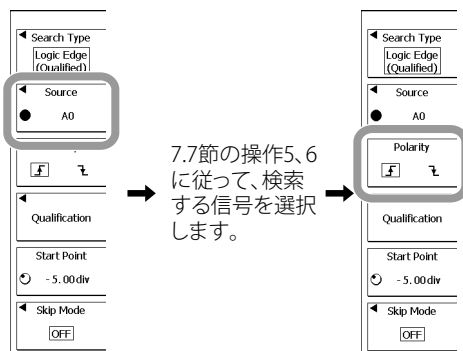 Search Type
Logic Edge
(Qualified)
Source
A0
Qualification
Start Point
-5.00div
Skip Mode
OFF
7.7節の操作5、6
に従って、検索
する信号を選択
します。
Search Type
Logic Edge
(Qualified)
Source
A0
Polarity
Qualification
Start Point
-5.00div
Skip Mode
OFF